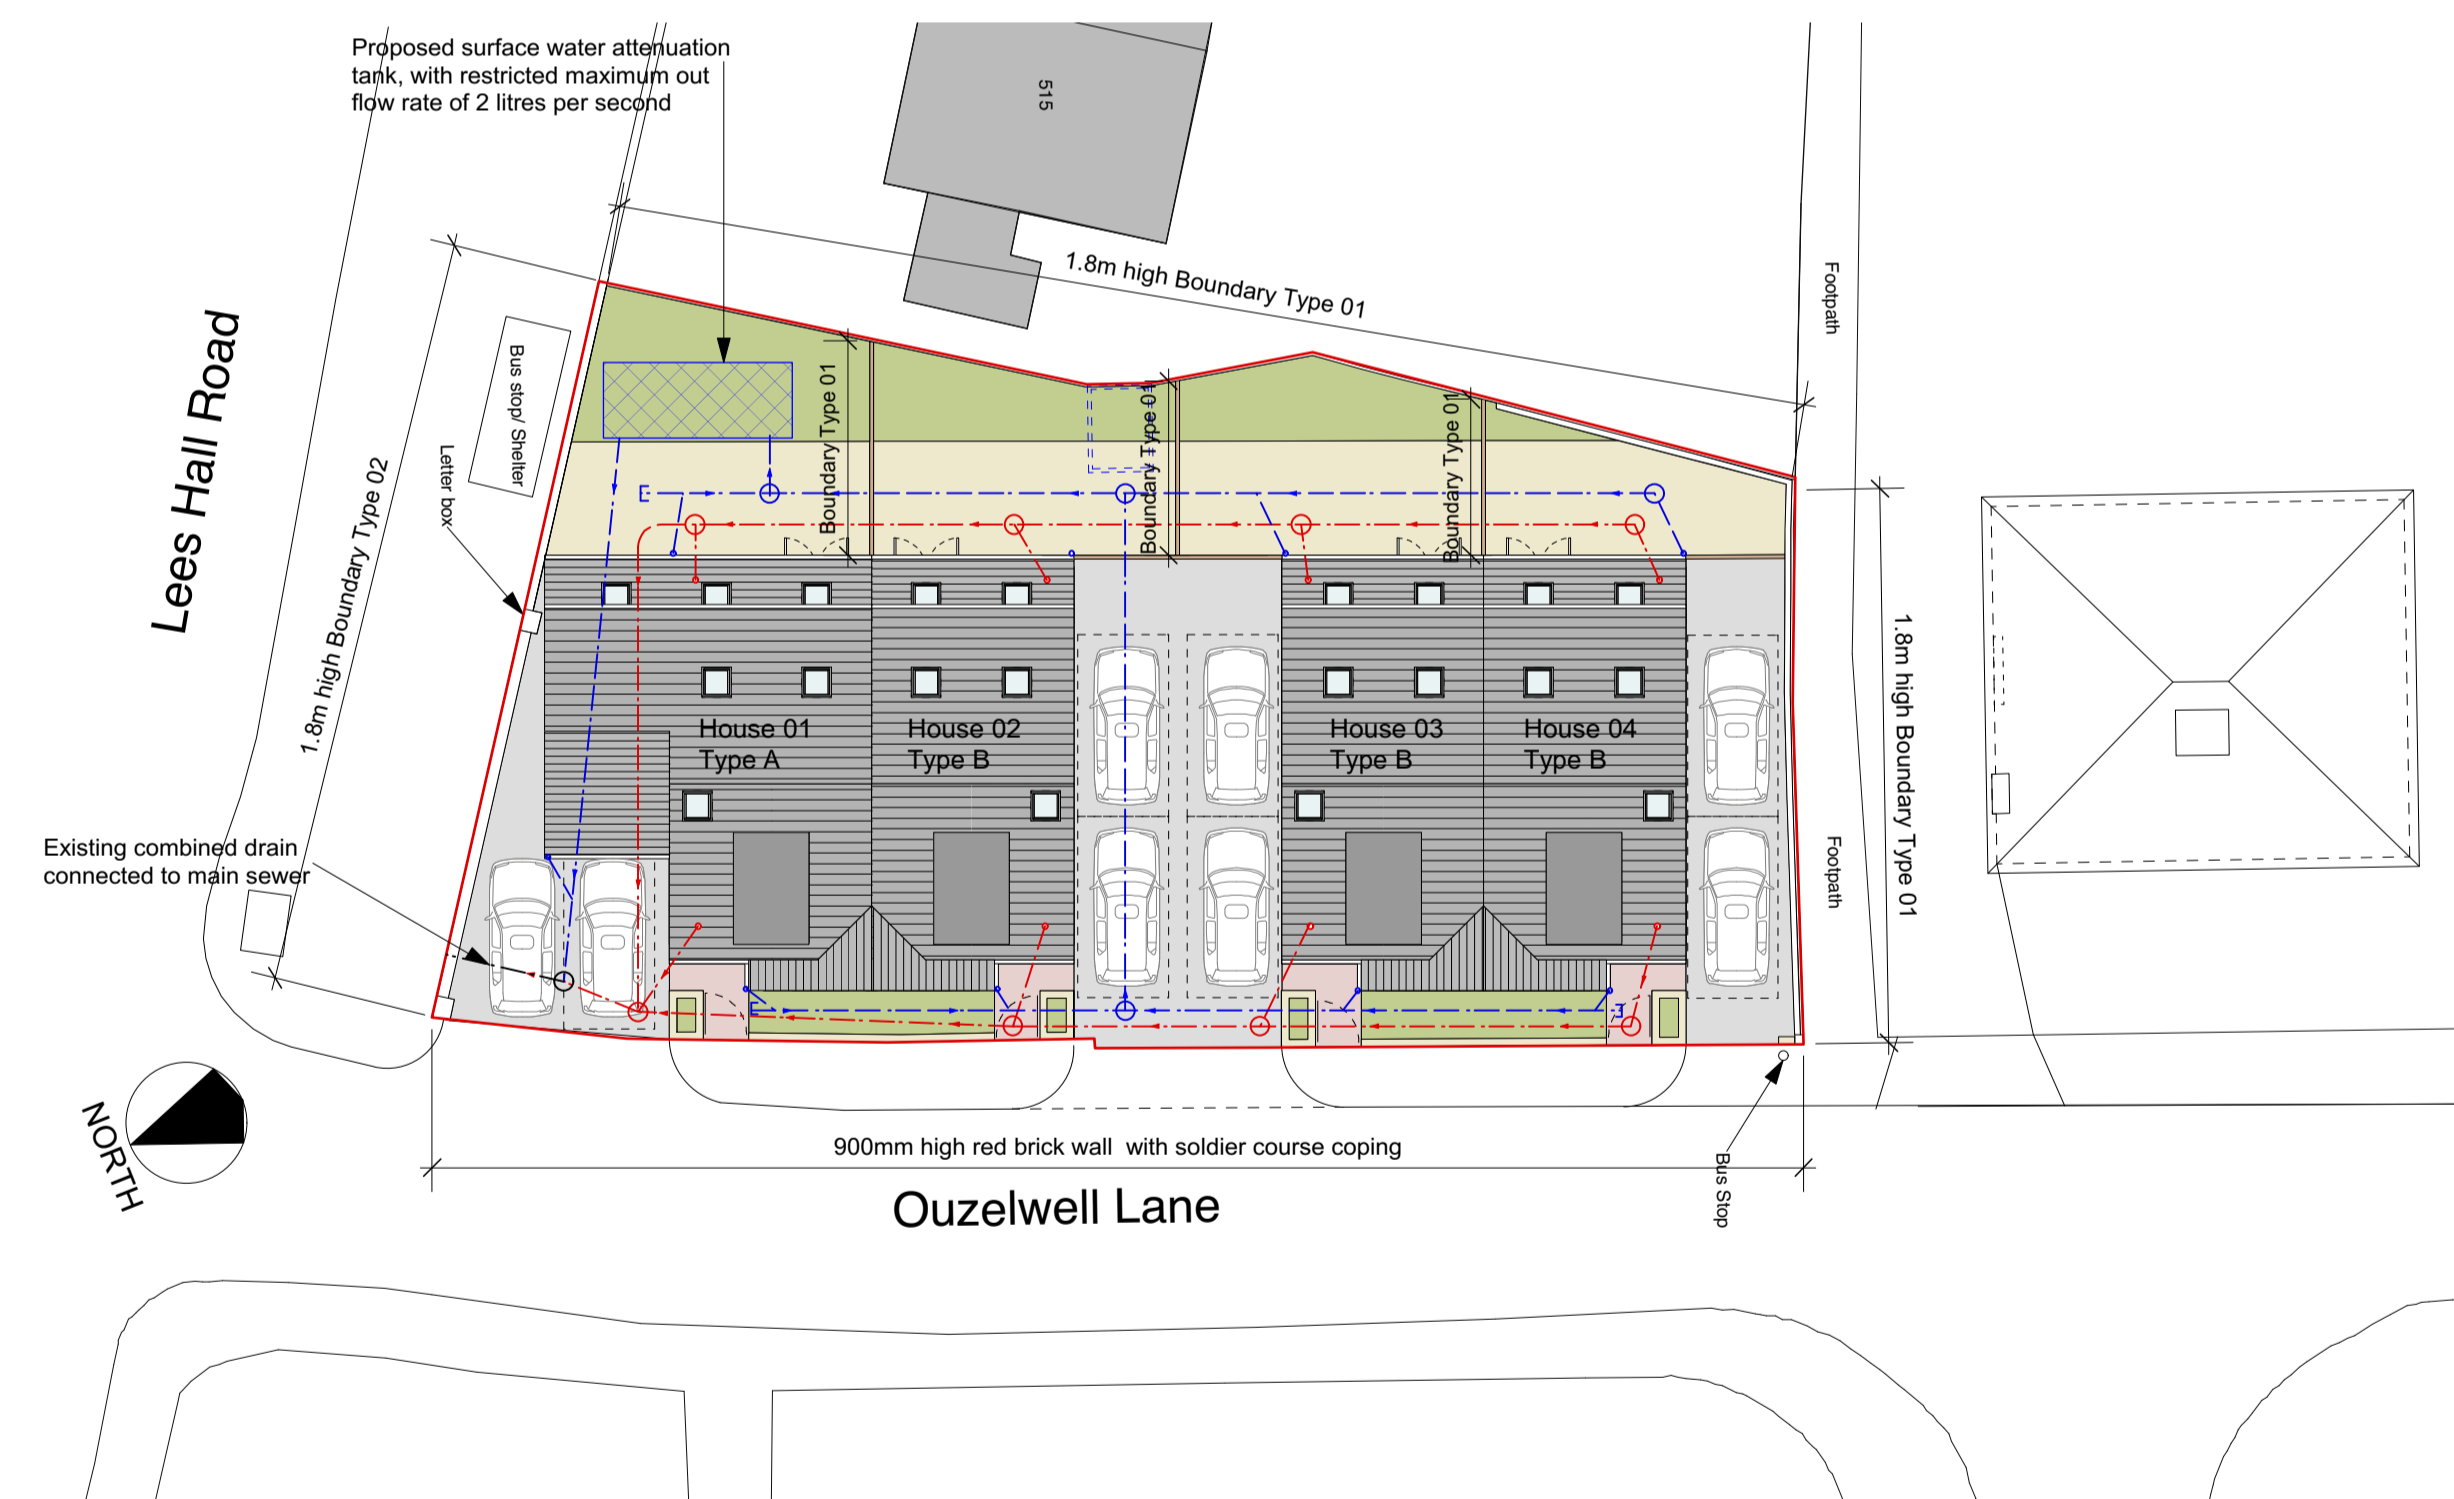 Proposed surface water attenuation
tank, with restricted maximum out
flow rate of 2 litres per second
515
1.8m high Boundary Type 01
Footpath
Lees Hall Road
Bus stop/ Shelter
Letter box
1.8m high Boundary Type 02
Boundary Type 01
Boundary Type 01
Boundary Type 01
1.8m high Boundary Type 01
House 01
Type A
House 02
Type B
House 03
Type B
House 04
Type B
Existing combined drain
connected to main sewer
Footpath
NORTH
900mm high red brick wall with soldier course coping
Bus Stop
Ouzelwell Lane